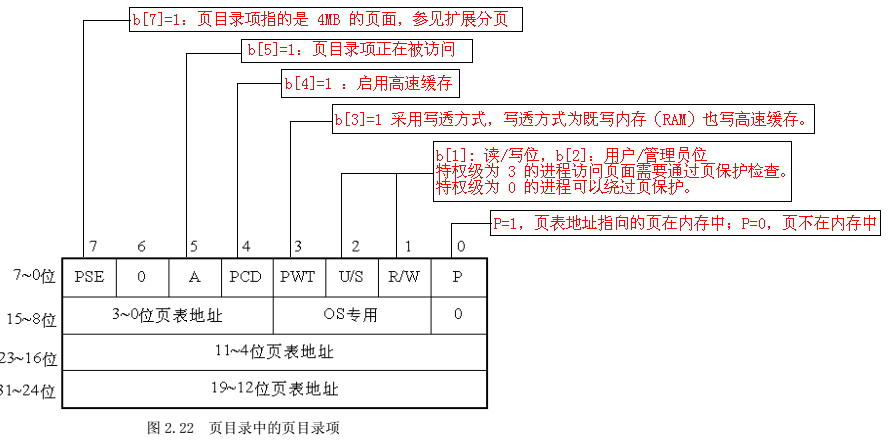 b[7]=1：页目录项指的是 4MB 的页面，参见扩展分页
b[5]=1：页目录项正在被访问
b[4]=1 ：启用高速缓存
b[3]=1 采用写透方式，写透方式为既写内存（RAM）也写高速缓存。
b[1]: 读/写位，b[2]：用户/管理员位
特权级为 3 的进程访问页面需要通过页保护检查。
特权级为 0 的进程可以绕过页保护。
P=1，页表地址指向的页在内存中；P=0，页不在内存中
7 6 5 4 3 2 1 0
7~0位 PSE 0 A PCD PWT U/S R/W P
15~8位 3~0位页表地址 OS专用 0
23~16位 11~4位页表地址
31~24位 19~12位页表地址
图 2.22 页目录中的页目录项